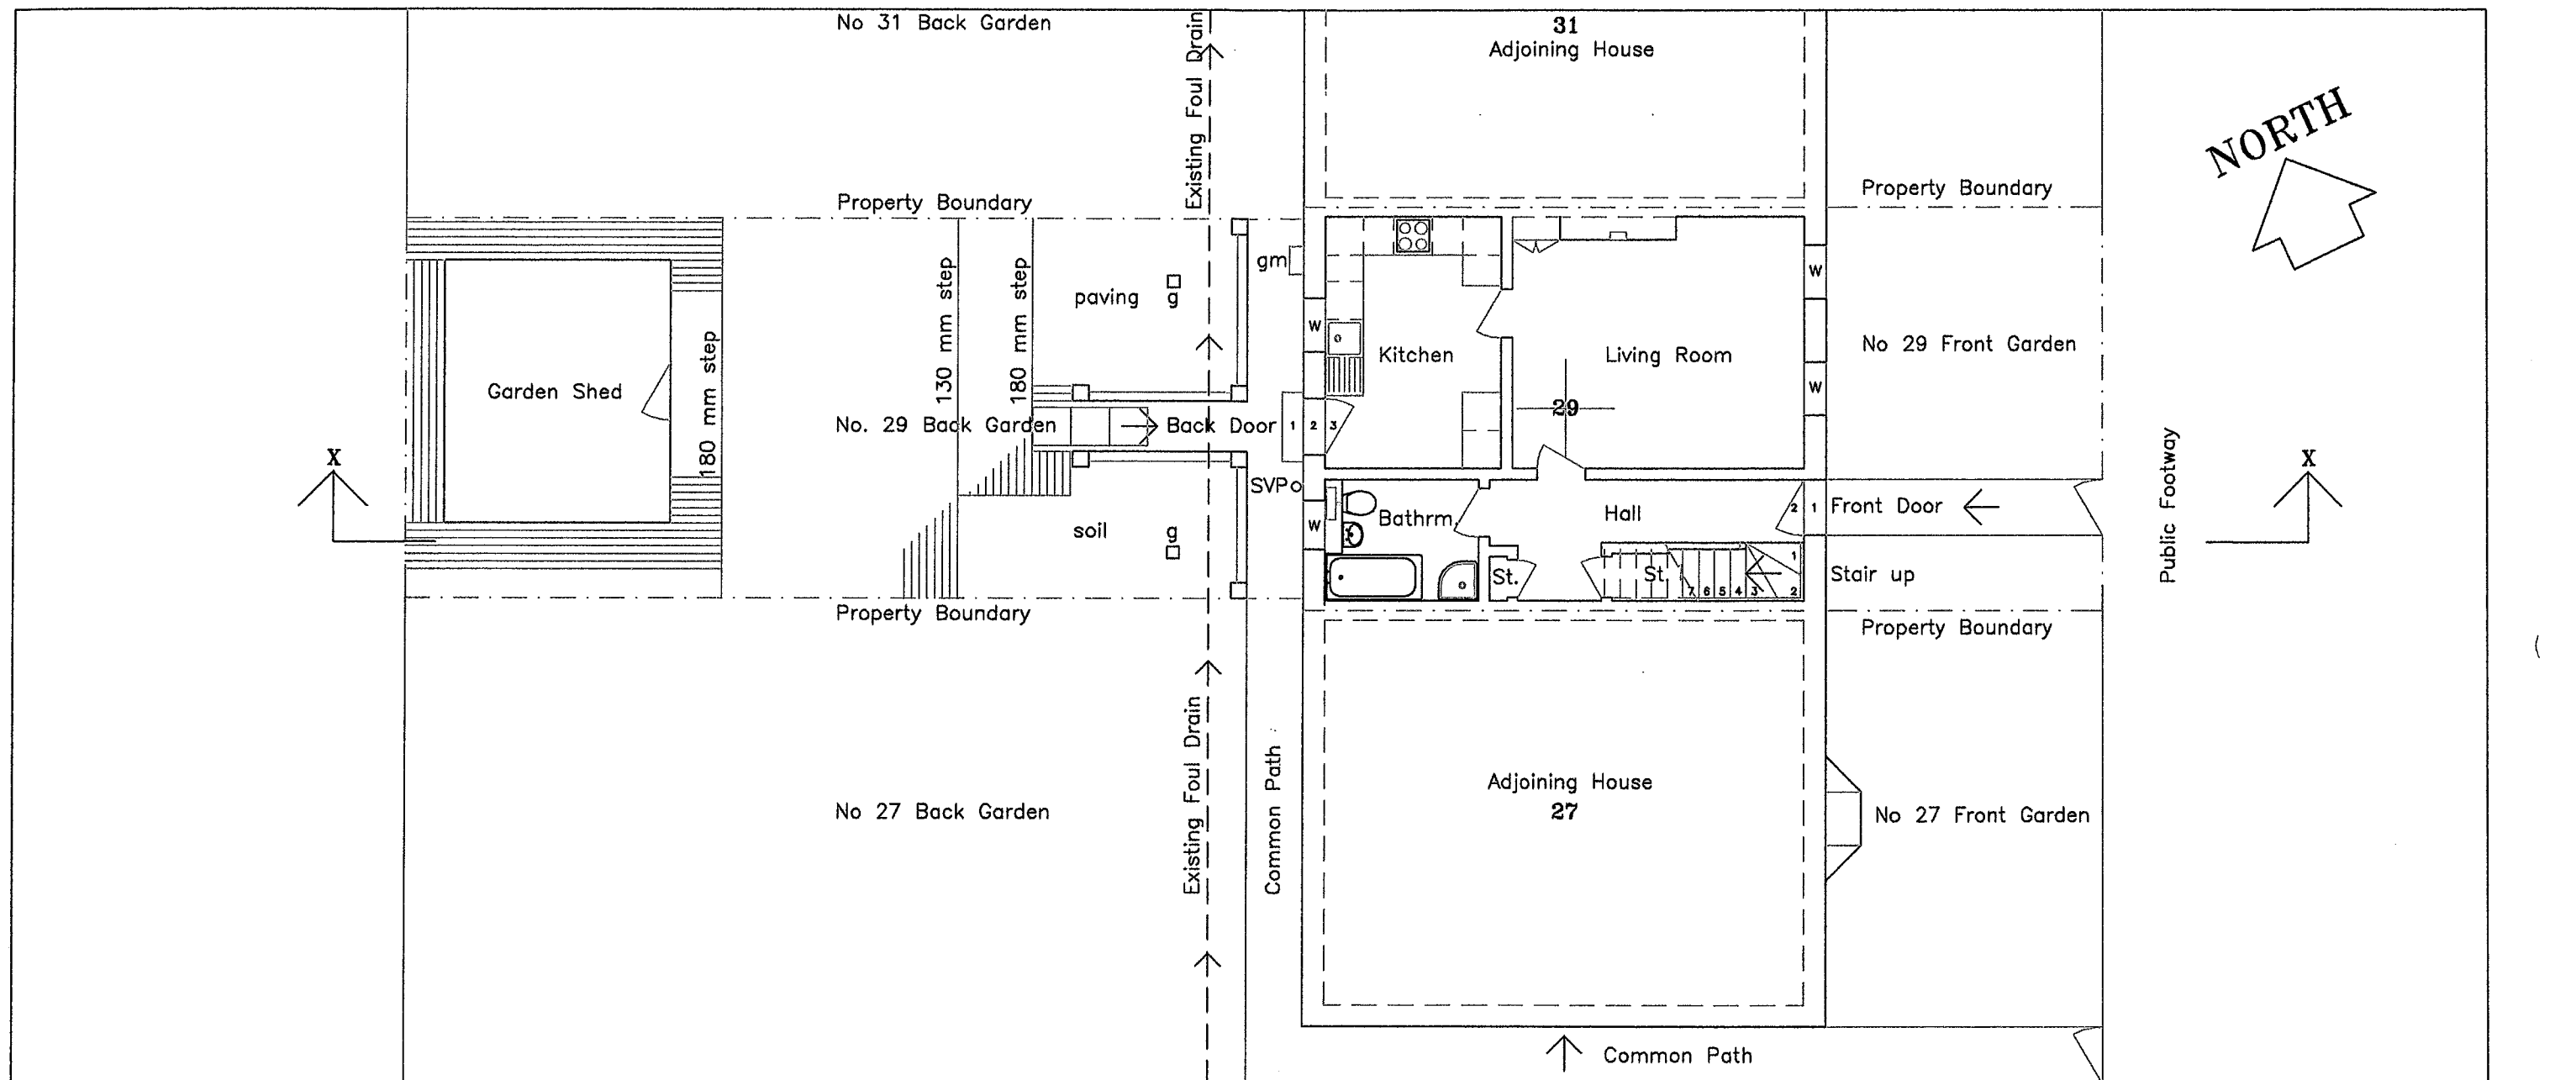 No 31 Back Garden
Existing Foul Drain
31
Adjoining House
NORTH
Property Boundary
Property Boundary
gm
W
W
130 mm step
180 mm step
paving
g
W
Kitchen
Living Room
No 29 Front Garden
Garden Shed
180 mm step
W
29
No. 29 Back Garden
Back Door
1 2 3
X
X
SVP
Public Footway
soil
g
W
Bathrm.
Hall
2 1
Front Door
St.
St.
7 6 5 4 3 2 1
Stair up
Property Boundary
Property Boundary
Existing Foul Drain
Common Path
Adjoining House
27
No 27 Back Garden
No 27 Front Garden
Common Path